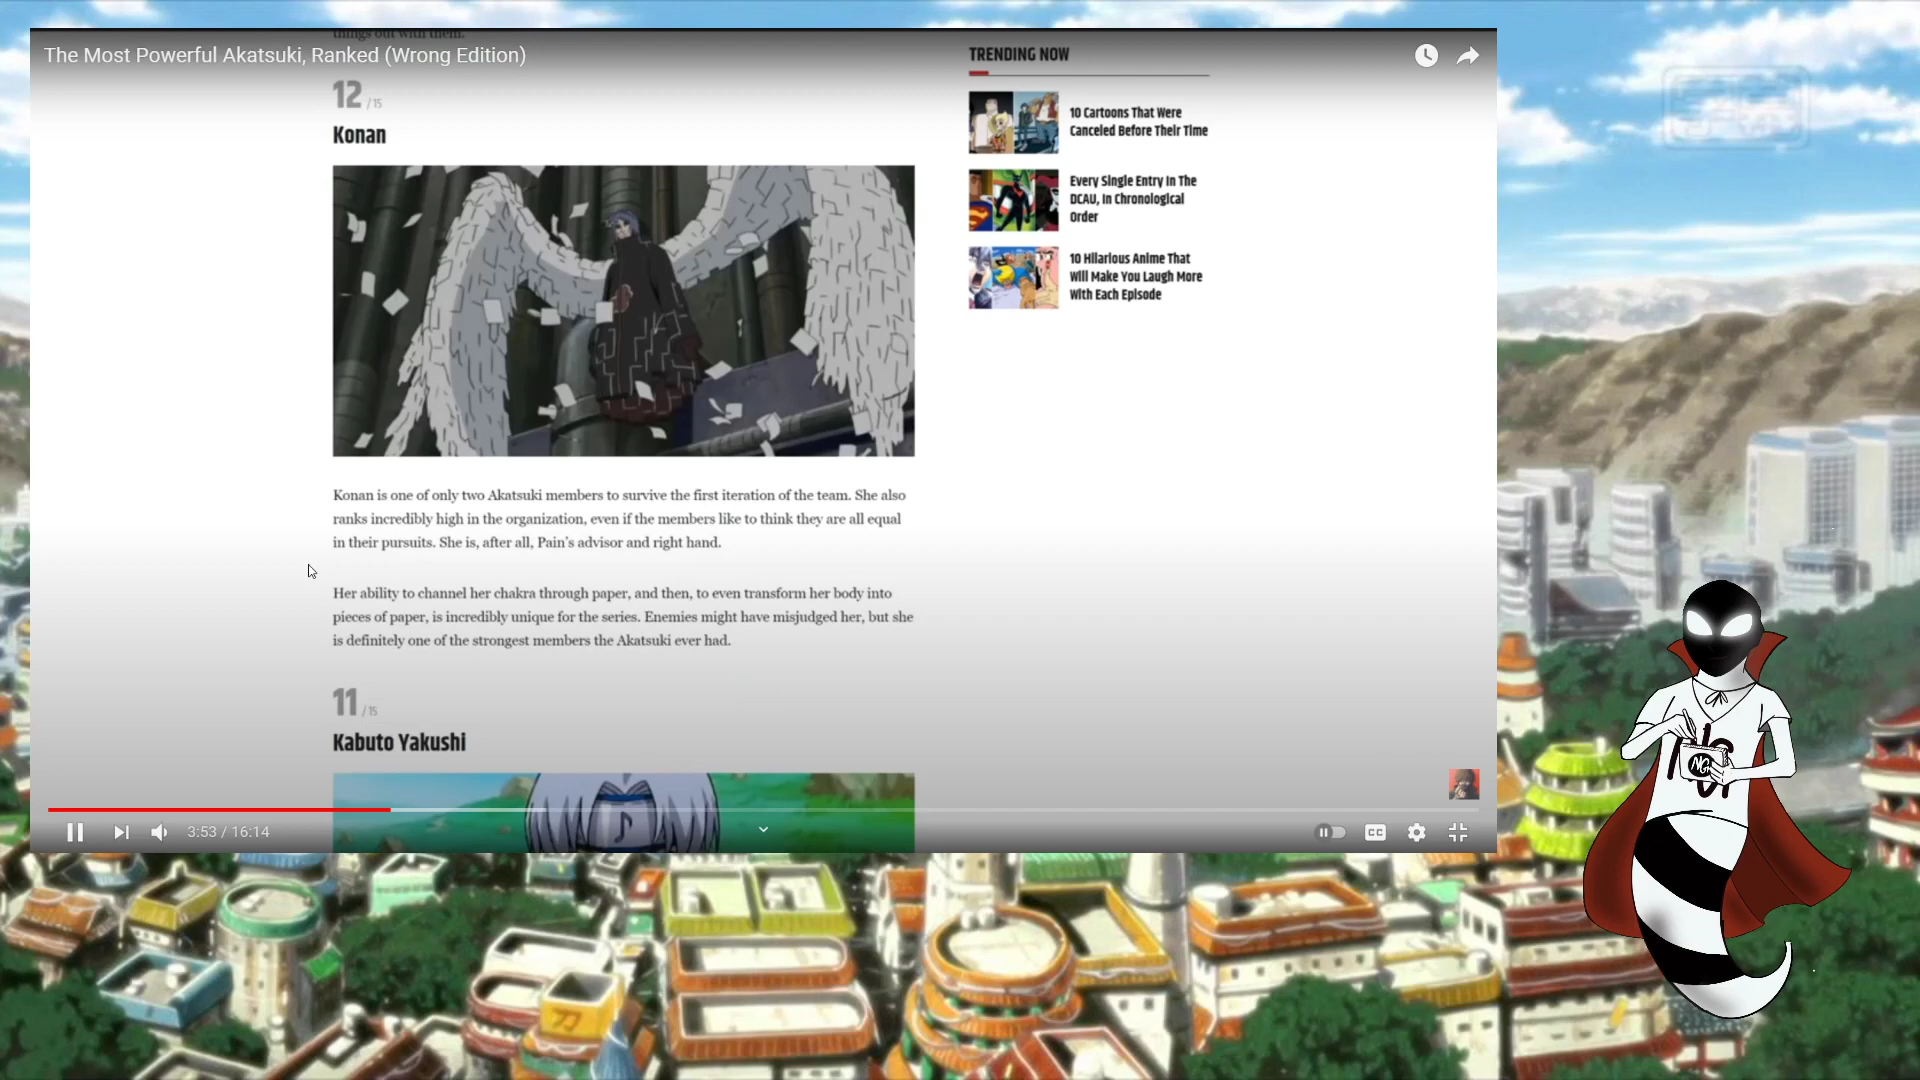 things out with them.
The Most Powerful Akatsuki, Ranked (Wrong Edition)
12 / 15
Konan
Konan is one of only two Akatsuki members to survive the first iteration of the team. She also
ranks incredibly high in the organization, even if the members like to think they are all equal
in their pursuits. She is, after all, Pain's advisor and right hand.
Her ability to channel her chakra through paper, and then, to even transform her body into
pieces of paper, is incredibly unique for the series. Enemies might have misjudged her, but she
is definitely one of the strongest members the Akatsuki ever had.
11 / 15
Kabuto Yakushi
TRENDING NOW
10 Cartoons That Were
Canceled Before Their Time
Every Single Entry In The
DCAU, In Chronological
Order
10 Hilarious Anime That
Will Make You Laugh More
With Each Episode
3:53 / 16:14
CC
NG